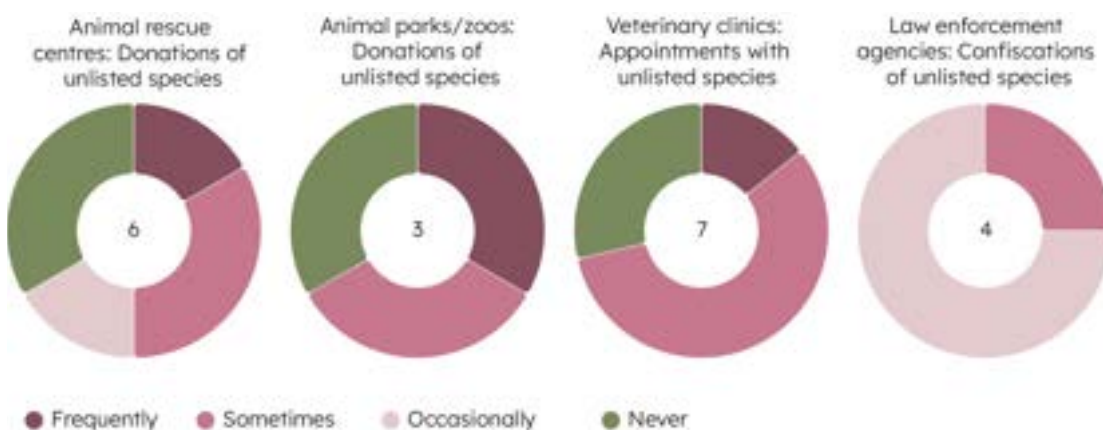 Animal rescue
centres: Donations of
unlisted species
Animal parks/zoos:
Donations of
unlisted species
Veterinary clinics:
Appointments with
unlisted species
Law enforcement
agencies: Confiscations
of unlisted species
6
3
7
4
Frequently
Sometimes
Occasionally
Never